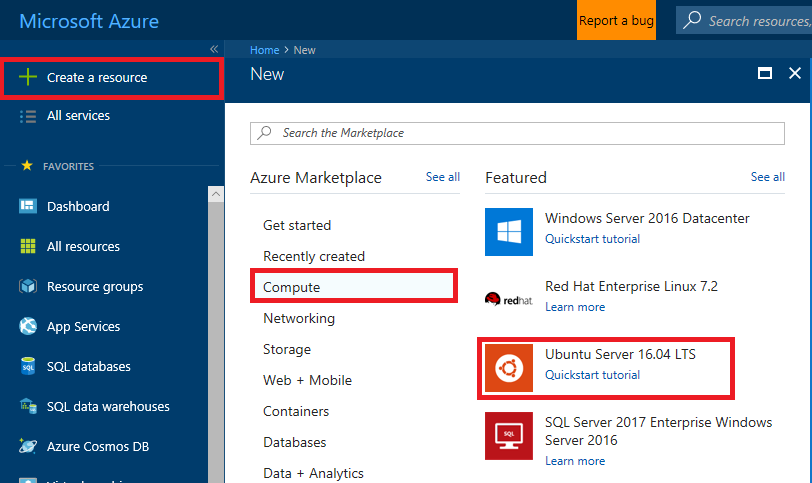 Microsoft Azure
Report a bug
Search resources,
Create a resource
All services
FAVORITES
Dashboard
All resources
Resource groups
App Services
SQL databases
SQL data warehouses
Azure Cosmos DB
Home > New
New
Search the Marketplace
Azure Marketplace
See all
Get started
Recently created
Compute
Networking
Storage
Web + Mobile
Containers
Databases
Data + Analytics
Featured
See all
Windows Server 2016 Datacenter
Quickstart tutorial
redhat
Red Hat Enterprise Linux 7.2
Learn more
Ubuntu Server 16.04 LTS
Quickstart tutorial
SQL
SQL Server 2017 Enterprise Windows
Server 2016
Learn more